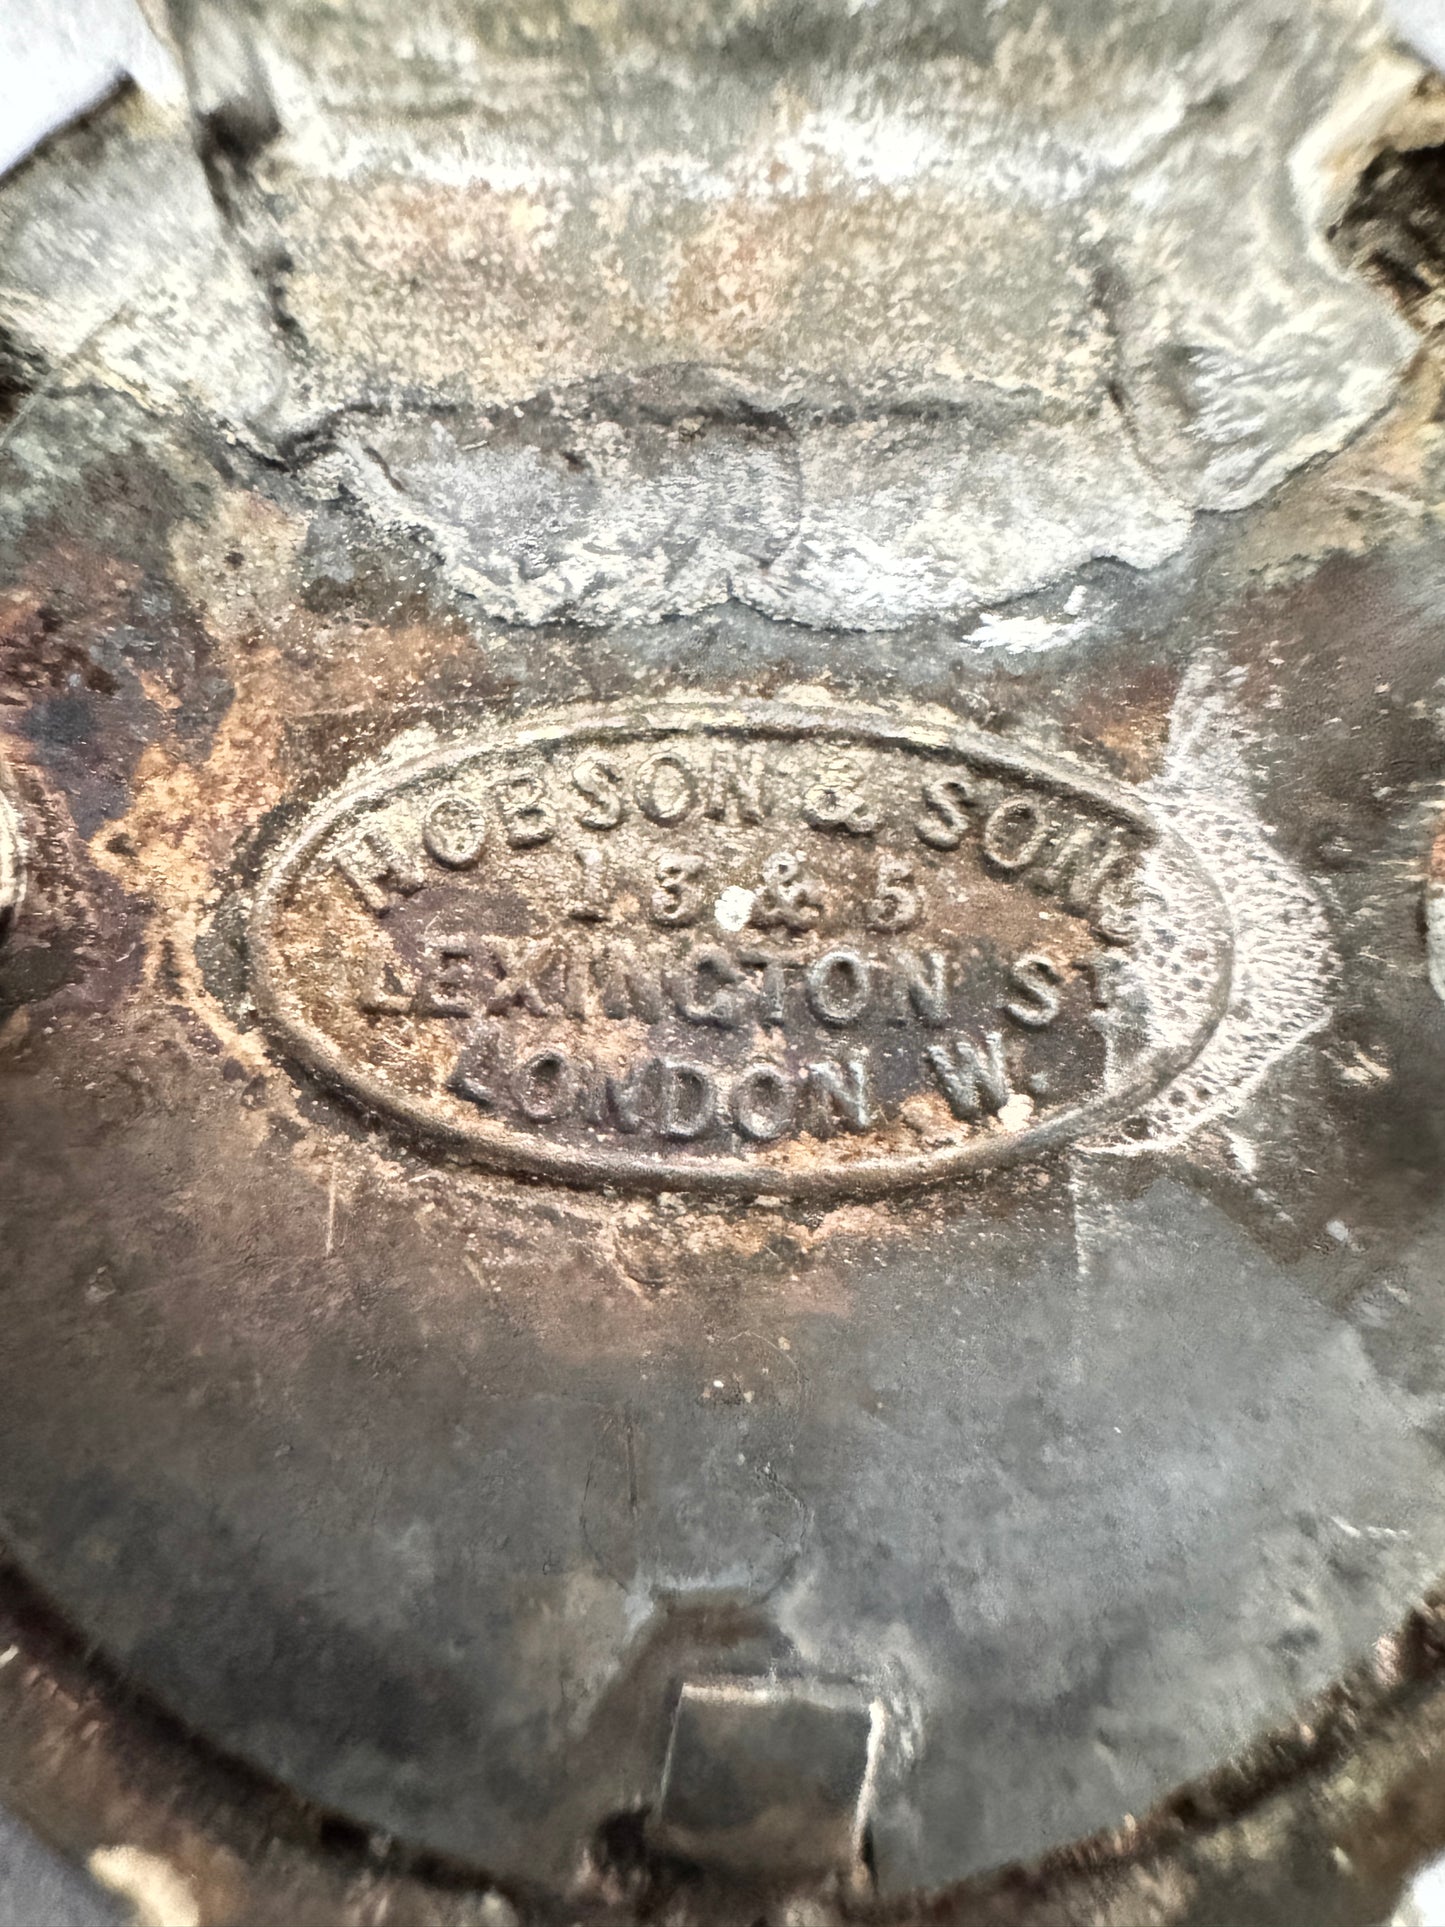 HOBSON & SONS
1. 3 & 5
LEXINGTON ST
LONDON W.